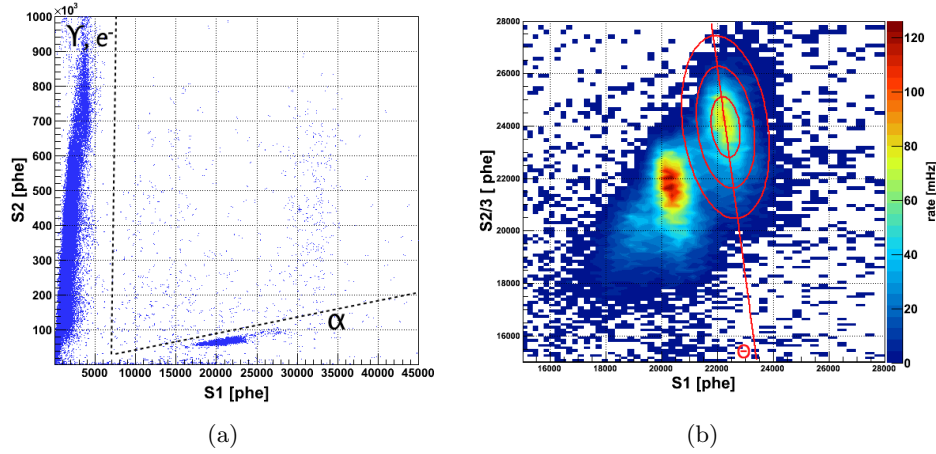 ×10³
1000
ϒ, e⁻
900
800
700
600
500
400
300
200
100
α
S2 [phe]
5000 10000 15000 20000 25000 30000 35000 40000 45000
S1 [phe]
(a)
28000
26000
24000
22000
20000
18000
16000
S2/3 [ phe]
Θ
16000 18000 20000 22000 24000 26000 28000
S1 [phe]
120
100
80
60
40
20
0
rate [mHz]
(b)